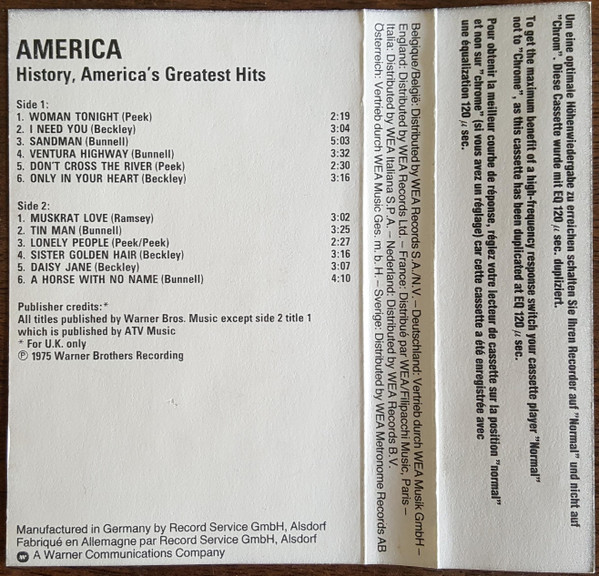 AMERICA
History, America's Greatest Hits
Side 1:
1. WOMAN TONIGHT (Peek) 2:19
2. I NEED YOU (Beckley) 3:04
3. SANDMAN (Bunnell) 5:03
4. VENTURA HIGHWAY (Bunnell) 3:32
5. DON'T CROSS THE RIVER (Peek) 2:30
6. ONLY IN YOUR HEART (Beckley) 3:16
Side 2:
1. MUSKRAT LOVE (Ramsey) 3:02
2. TIN MAN (Bunnell) 3:25
3. LONELY PEOPLE (Peek/Peek) 2:27
4. SISTER GOLDEN HAIR (Beckley) 3:16
5. DAISY JANE (Beckley) 3:07
6. A HORSE WITH NO NAME (Bunnell) 4:10
Publisher credits:*
All titles published by Warner Bros. Music except side 2 title 1
which is published by ATV Music
* For U.K. only
℗ 1975 Warner Brothers Recording
Manufactured in Germany by Record Service GmbH, Alsdorf
Fabriqué en Allemagne par Record Service GmbH, Alsdorf
A Warner Communications Company
Belgique/België: Distributed by WEA Records S.A./N.V. – Deutschland: Vertrieb durch WEA Musik GmbH –
England: Distributed by WEA Records Ltd. – France: Distribué par WEA/Filipacchi Music, Paris –
Italia: Distributed by WEA Italiana S.P.A. – Nederland: Distributed by WEA Records B.V.
Österreich: Vertrieb durch WEA Music Ges. m. b. H. – Sverige: Distributed by WEA Metronome Records AB
Um eine optimale Höhenwiedergabe zu erreichen schalten Sie Ihren Recorder auf "Normal" und nicht auf
"Chrom". Diese Cassette wurde mit EQ 120 µ sec. dupliziert.
To get the maximum benefit of a high-frequency response switch your cassette player "Normal"
not to "Chrome", as this cassette has been duplicated at EQ 120 µ sec.
Pour obtenir la meilleur courbe de réponse, réglez votre lecteur de cassette sur la position "normal"
et non sur "chrome" (si vous avez un réglage) car cette cassette a été enregistrée avec
une équalization 120 µ sec.